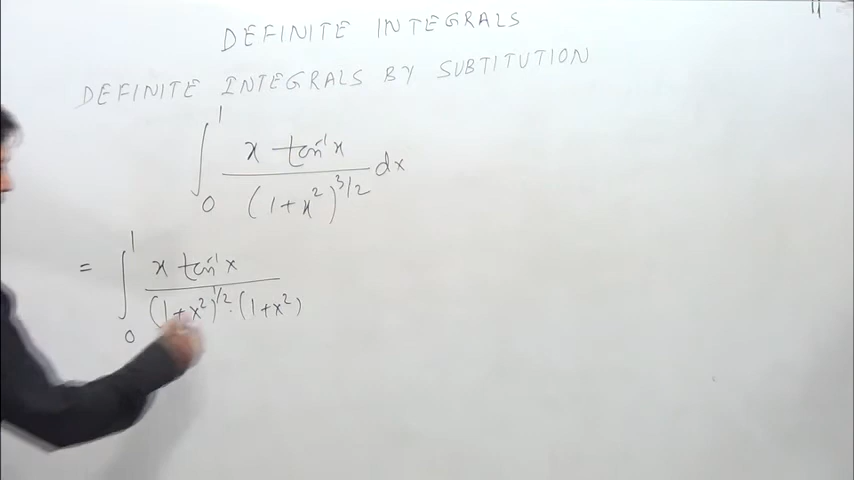 DEFINITE INTEGRALS
DEFINITE INTEGRALS BY SUBTITUTION
∫₀¹ x tan⁻¹x / (1+x²)^3/2 dx
= ∫₀¹ x tan⁻¹x / (1+x²)^1/2 · (1+x²)